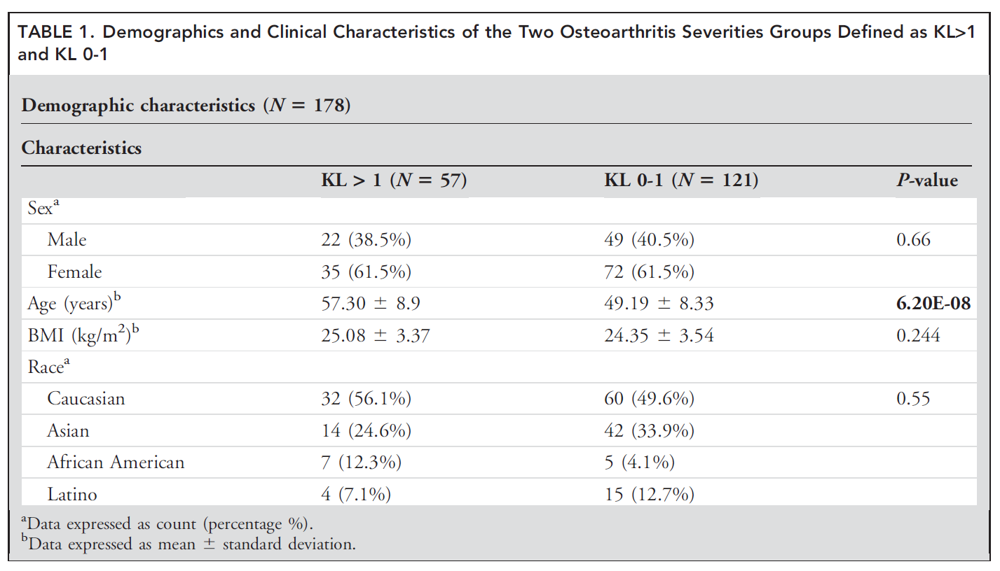 TABLE 1. Demographics and Clinical Characteristics of the Two Osteoarthritis Severities Groups Defined as KL>1
and KL 0-1
Demographic characteristics (N = 178)
Characteristics
KL > 1 (N = 57) KL 0-1 (N = 121) P-value
Sexᵃ
Male 22 (38.5%) 49 (40.5%) 0.66
Female 35 (61.5%) 72 (61.5%)
Age (years)ᵇ 57.30 ± 8.9 49.19 ± 8.33 6.20E-08
BMI (kg/m²)ᵇ 25.08 ± 3.37 24.35 ± 3.54 0.244
Raceᵃ
Caucasian 32 (56.1%) 60 (49.6%) 0.55
Asian 14 (24.6%) 42 (33.9%)
African American 7 (12.3%) 5 (4.1%)
Latino 4 (7.1%) 15 (12.7%)
ᵃData expressed as count (percentage %).
ᵇData expressed as mean ± standard deviation.